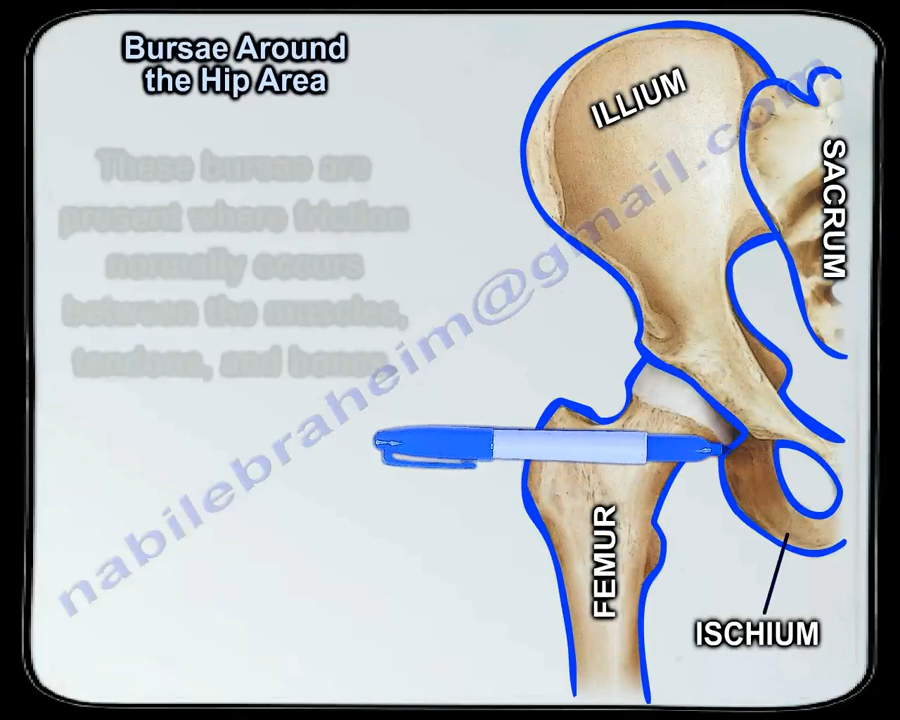 Bursae Around
the Hip Area
These bursae are
present where friction
normally occurs
between the muscles,
tendons, and bones.
ILLIUM
SACRUM
FEMUR
ISCHIUM
nabilebraheim@gmail.com